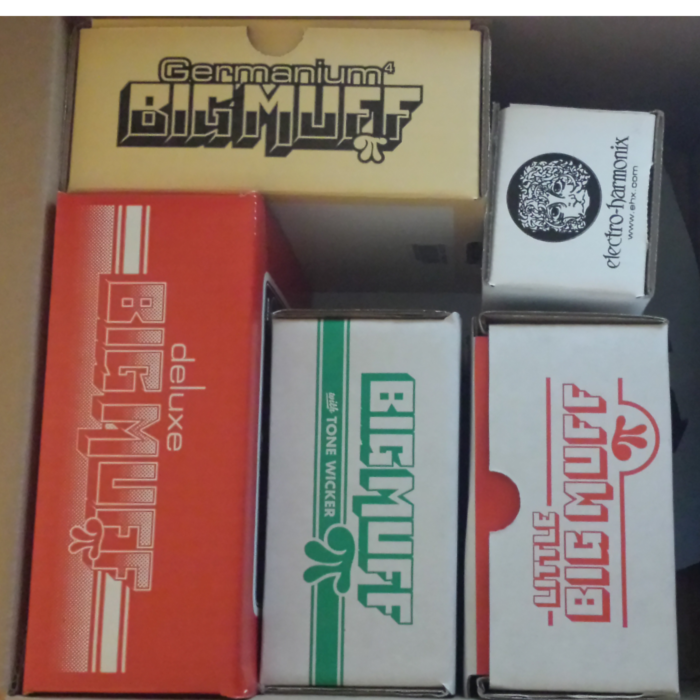 Germanium4
BIG MUFF
electro-harmonix
www.ehx.com
deluxe
BIG MUFF
BIG MUFF
with TONE WICKER
LITTLE
BIG MUFF